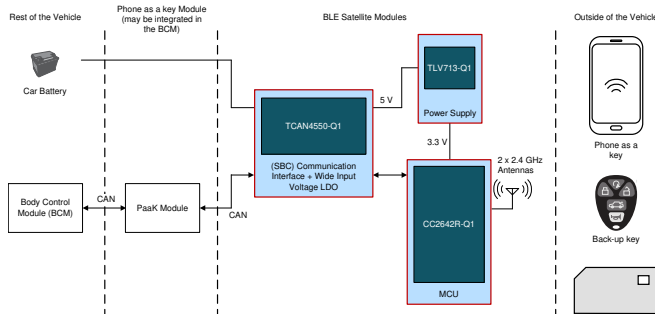 Rest of the Vehicle
Phone as a key Module
(may be integrated in
the BCM)
BLE Satellite Modules
Outside of the Vehicle
Car Battery
TLV713-Q1
Power Supply
5 V
TCAN4550-Q1
(SBC) Communication
Interface + Wide Input
Voltage LDO
3.3 V
2 x 2.4 GHz
Antennas
Phone as a
key
Body Control
Module (BCM)
CAN
PaaK Module
CAN
CC2642R-Q1
MCU
Back-up key